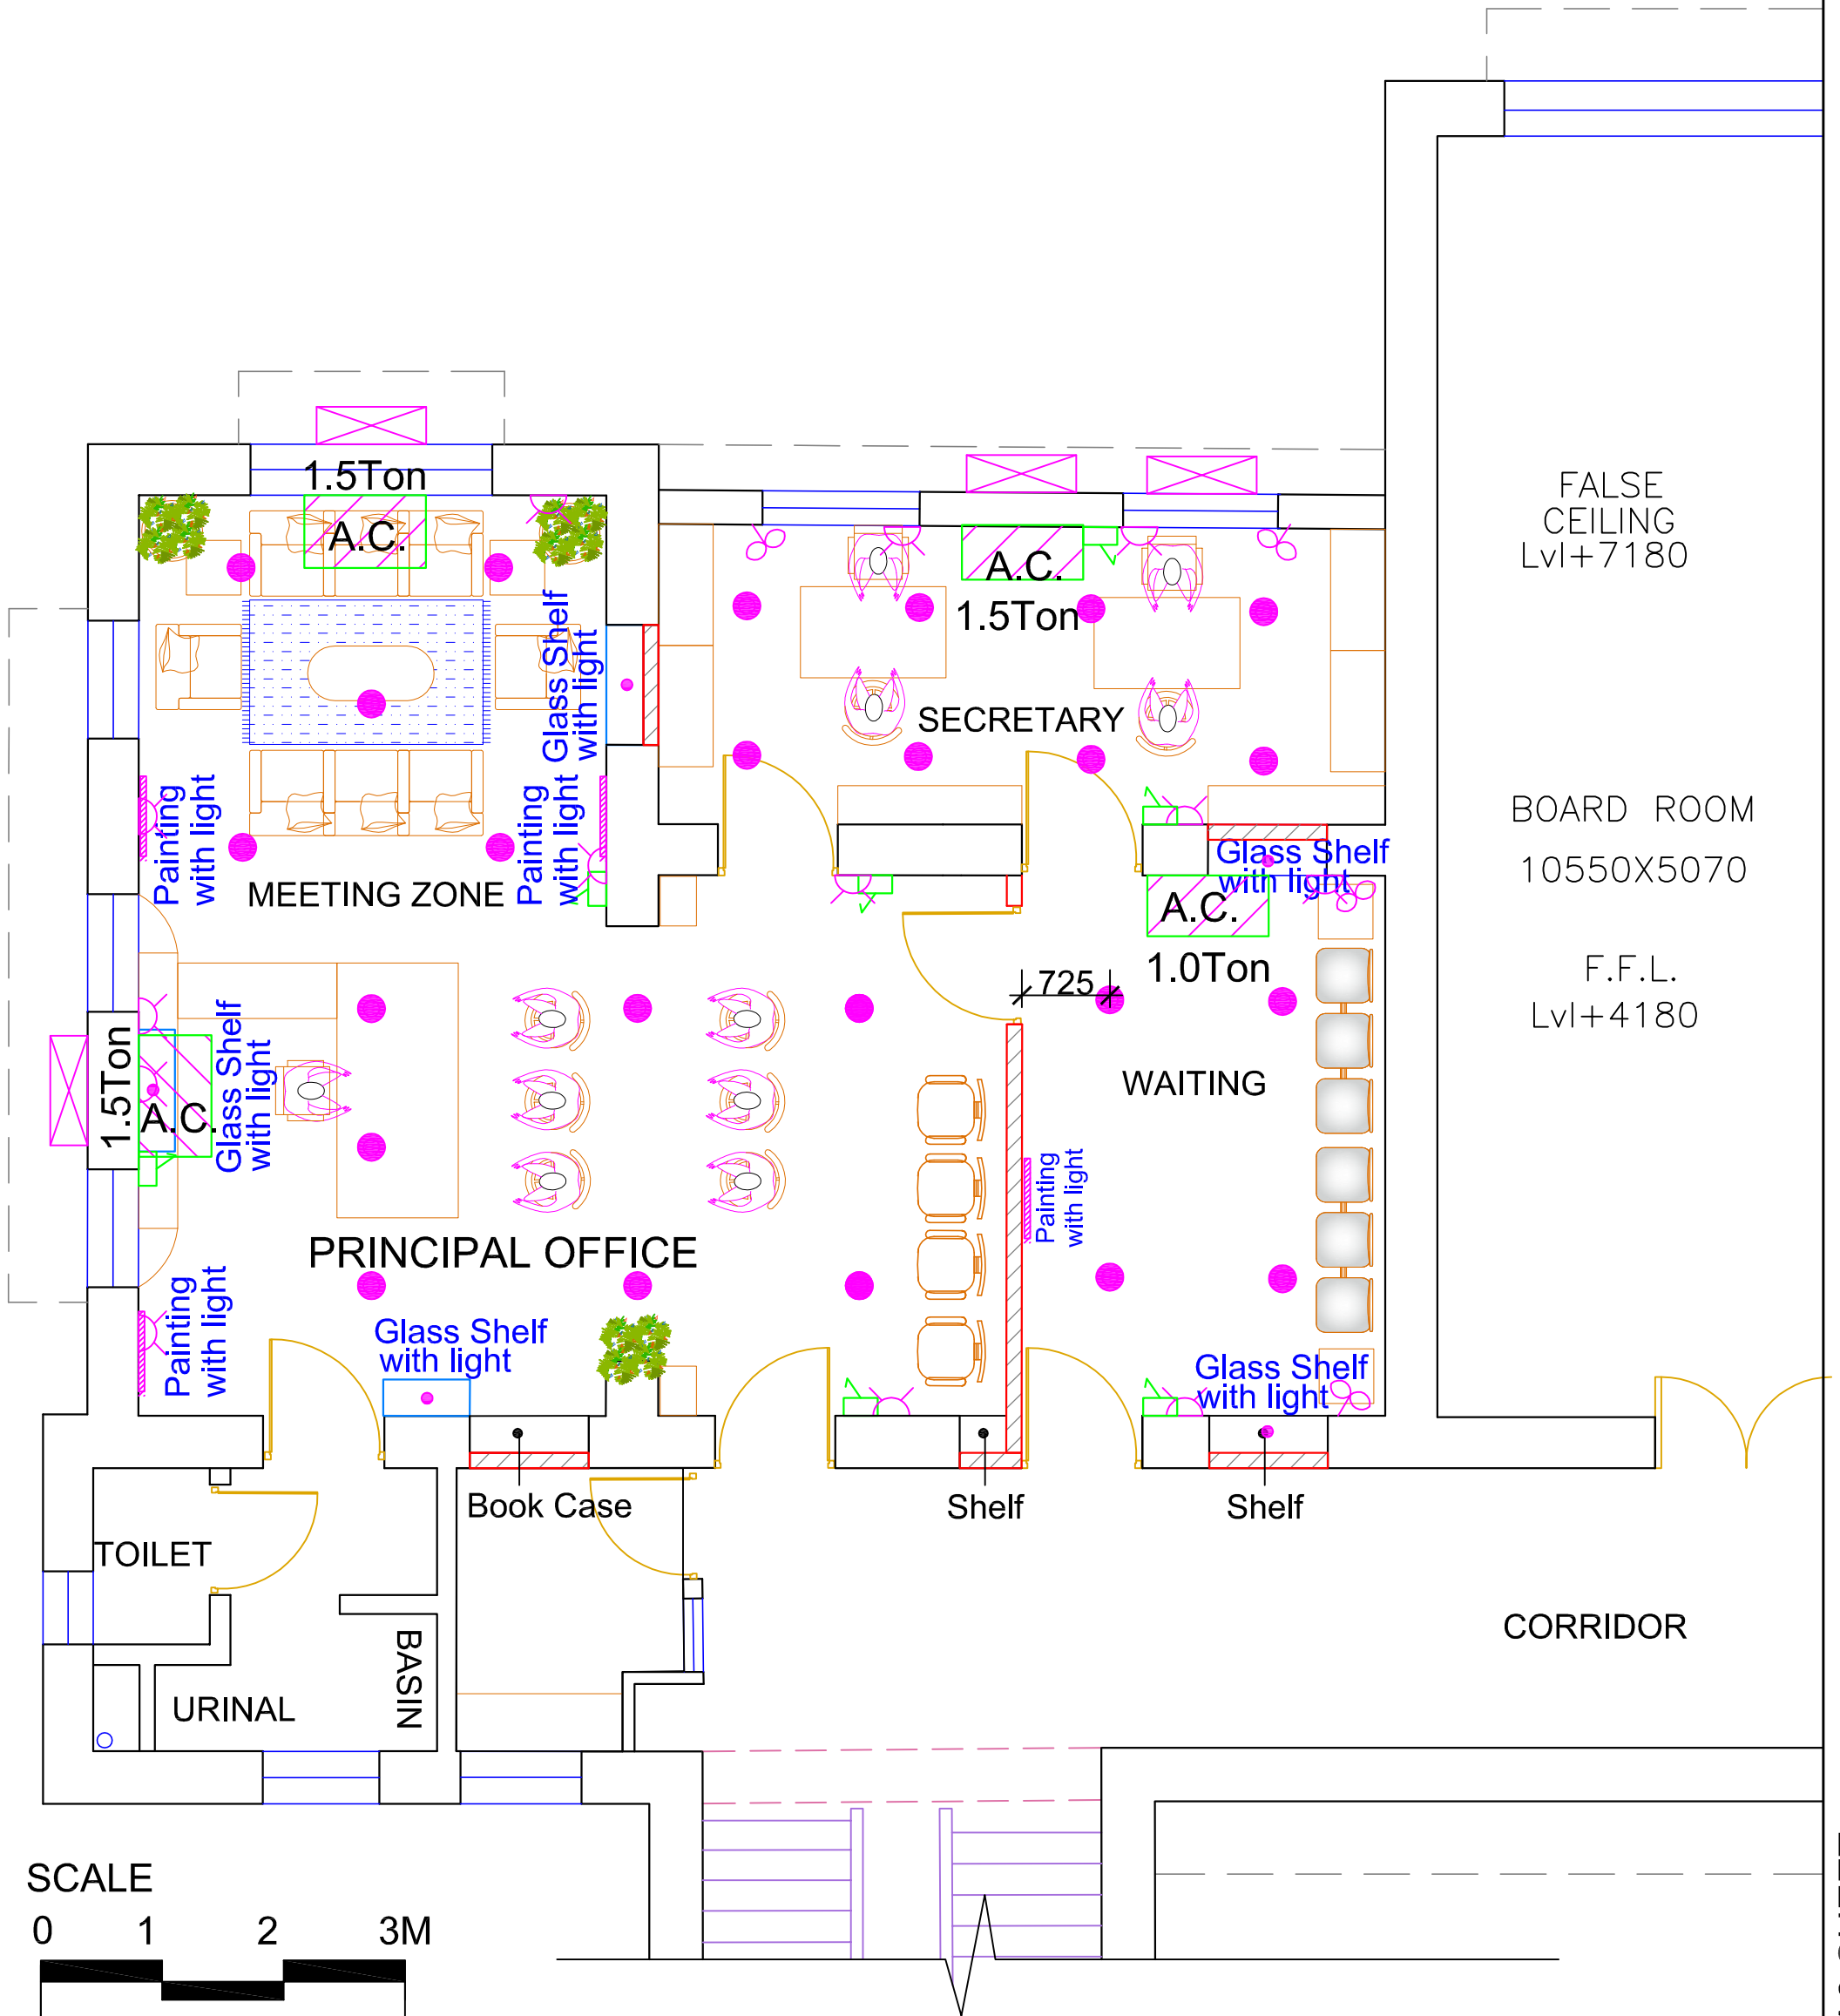 FALSE
CEILING
Lvl+7180
1.5Ton
A.C.
A.C.
1.5Ton
Glass Shelf
with light
SECRETARY
Painting
with light
Painting
with light
MEETING ZONE
BOARD ROOM
10550X5070
Glass Shelf
with light
A.C.
1.0Ton
725
F.F.L.
Lvl+4180
1.5Ton
A.C.
Glass Shelf
with light
WAITING
Painting
with light
PRINCIPAL OFFICE
Painting
with light
Glass Shelf
with light
Glass Shelf
with light
Book Case
Shelf
Shelf
TOILET
BASIN
URINAL
CORRIDOR
SCALE
0 1 2 3M